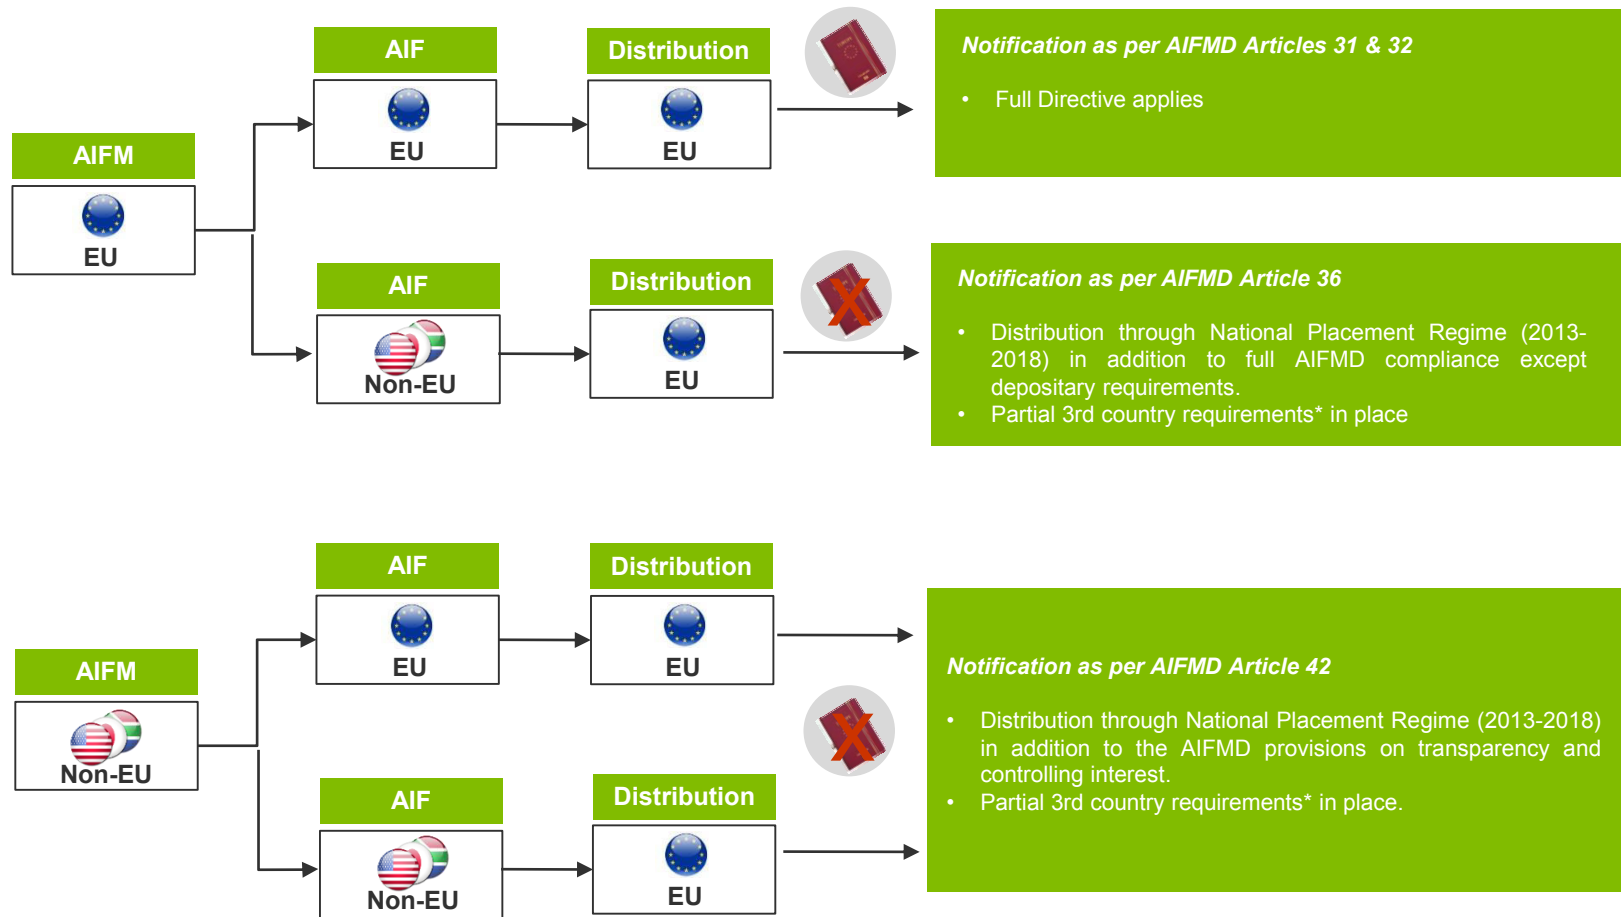 AIF
Distribution
EU
EU
Notification as per AIFMD Articles 31 & 32
• Full Directive applies
AIFM
EU
AIF
Distribution
Non-EU
EU
Notification as per AIFMD Article 36
• Distribution through National Placement Regime (2013-
2018) in addition to full AIFMD compliance except
depositary requirements.
• Partial 3rd country requirements* in place
X
AIF
Distribution
EU
EU
AIFM
Non-EU
AIF
Distribution
Non-EU
EU
X
Notification as per AIFMD Article 42
• Distribution through National Placement Regime (2013-2018)
in addition to the AIFMD provisions on transparency and
controlling interest.
• Partial 3rd country requirements* in place.